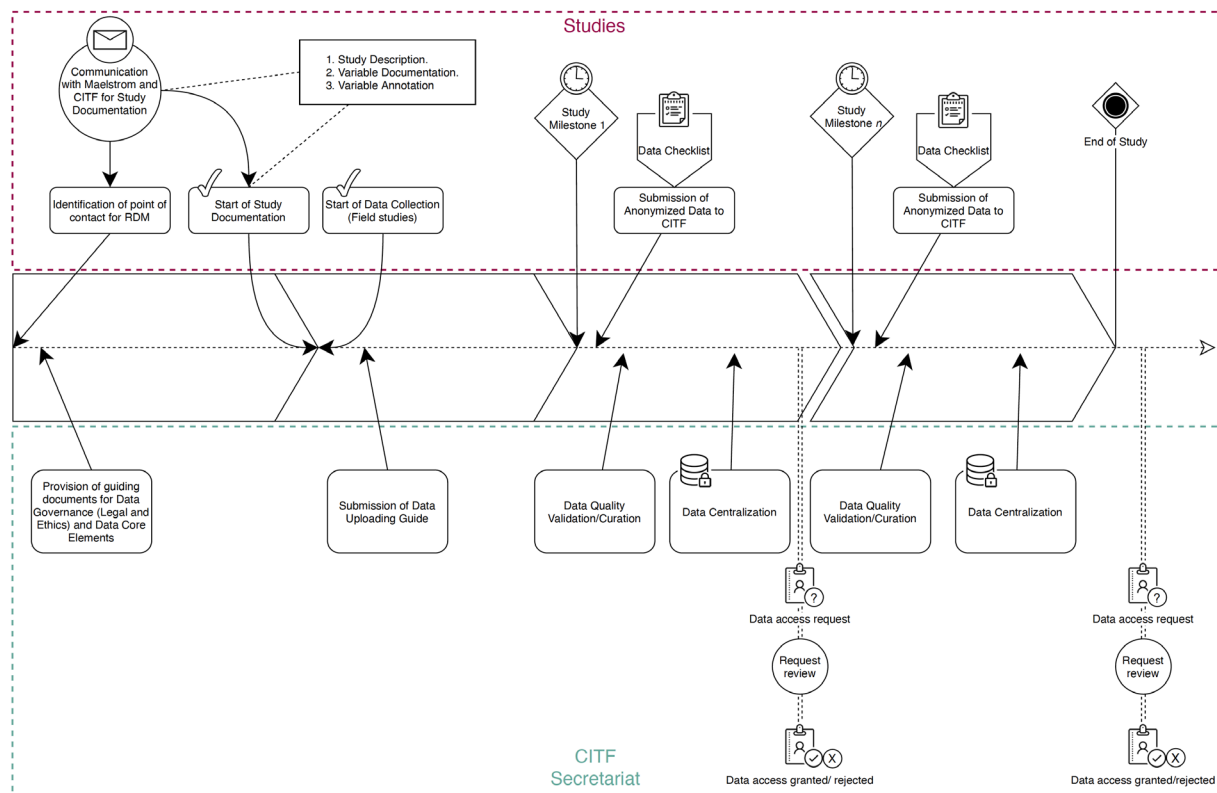 Studies
Communication
with Maelstrom and
CITF for Study
Documentation
1. Study Description.
2. Variable Documentation.
3. Variable Annotation
Study
Milestone 1
Data Checklist
Study
Milestone n
Data Checklist
End of Study
Identification of point of
contact for RDM
Start of Study
Documentation
Start of Data Collection
(Field studies)
Submission of
Anonymized Data to
CITF
Submission of
Anonymized Data to
CITF
Provision of guiding
documents for Data
Governance (Legal and
Ethics) and Data Core
Elements
Submission of Data
Uploading Guide
Data Quality
Validation/Curation
Data Centralization
Data Quality
Validation/Curation
Data Centralization
?
Data access request
Request
review
X
Data access granted/ rejected
?
Data access request
Request
review
X
Data access granted/ rejected
CITF
Secretariat